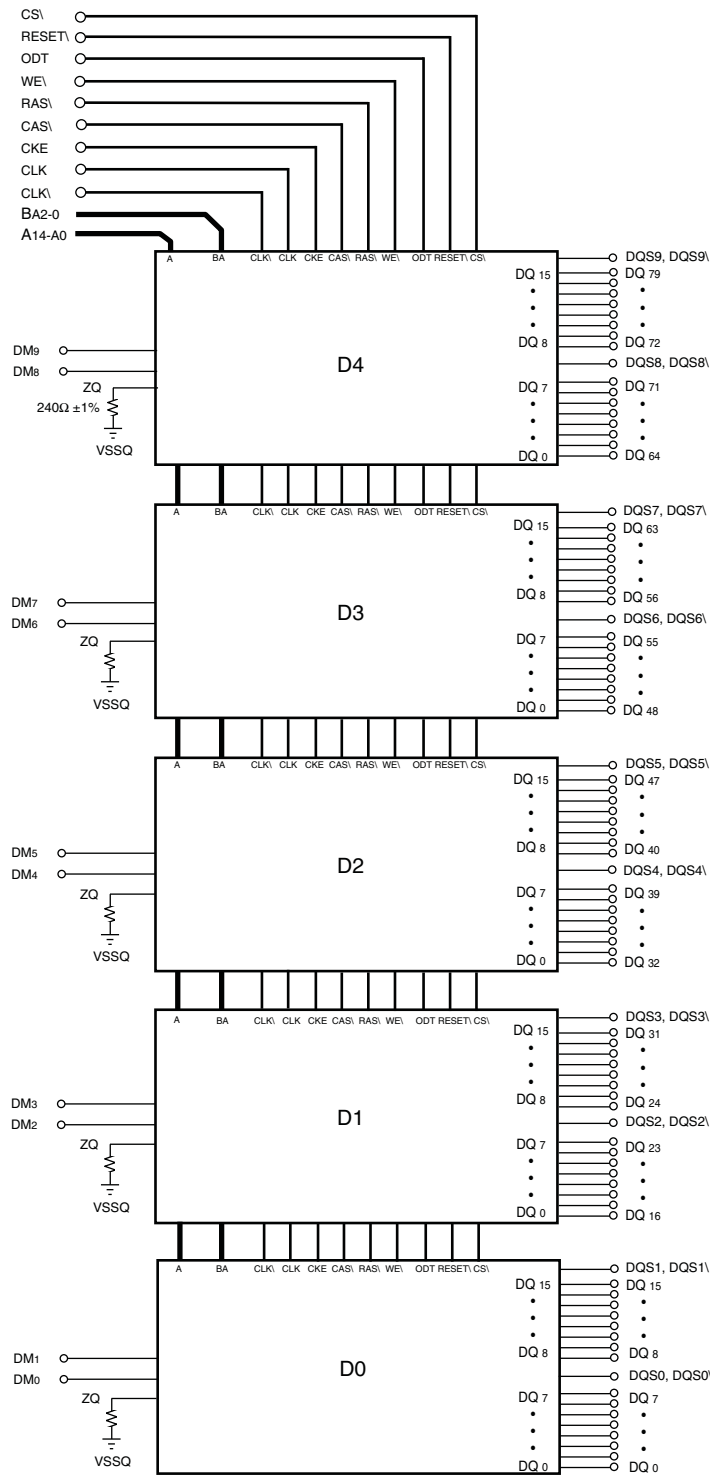 CS\
RESET\
ODT
WE\
RAS\
CAS\
CKE
CLK
CLK\
BA2-0
A14-A0
A BA CLK\ CLK CKE CAS\ RAS\ WE\ ODT RESET\ CS\
DQS9, DQS9\
DQ 15 DQ 79
DQ 8 DQ 72
DM9
D4
DQS8, DQS8\
DM8
ZQ
DQ 7 DQ 71
240Ω ±1%
VSSQ
DQ 0 DQ 64
A BA CLK\ CLK CKE CAS\ RAS\ WE\ ODT RESET\ CS\
DQS7, DQS7\
DQ 15 DQ 63
DQ 8 DQ 56
DM7
D3
DQS6, DQS6\
DM6
ZQ
DQ 7 DQ 55
VSSQ
DQ 0 DQ 48
A BA CLK\ CLK CKE CAS\ RAS\ WE\ ODT RESET\ CS\
DQS5, DQS5\
DQ 15 DQ 47
DQ 8 DQ 40
DM5
D2
DQS4, DQS4\
DM4
ZQ
DQ 7 DQ 39
VSSQ
DQ 0 DQ 32
A BA CLK\ CLK CKE CAS\ RAS\ WE\ ODT RESET\ CS\
DQS3, DQS3\
DQ 15 DQ 31
DQ 8 DQ 24
DM3
D1
DQS2, DQS2\
DM2
ZQ
DQ 7 DQ 23
VSSQ
DQ 0 DQ 16
A BA CLK\ CLK CKE CAS\ RAS\ WE\ ODT RESET\ CS\
DQS1, DQS1\
DQ 15 DQ 15
DQ 8 DQ 8
DM1
D0
DQS0, DQS0\
DM0
ZQ
DQ 7 DQ 7
VSSQ
DQ 0 DQ 0